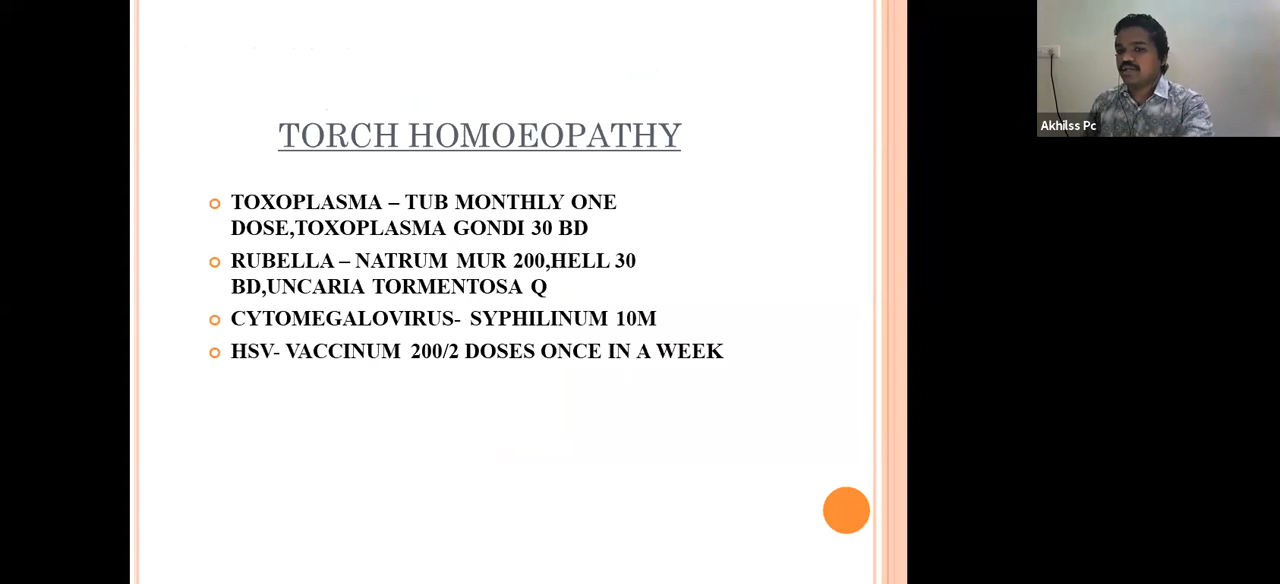 TORCH HOMOEOPATHY
TOXOPLASMA – TUB MONTHLY ONE
DOSE,TOXOPLASMA GONDI 30 BD
RUBELLA – NATRUM MUR 200,HELL 30
BD,UNCARIA TORMENTOSA Q
CYTOMEGALOVIRUS- SYPHILINUM 10M
HSV- VACCINUM 200/2 DOSES ONCE IN A WEEK
Akhilss Pc